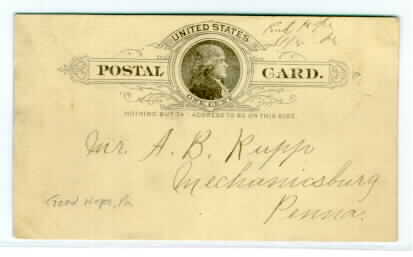 UNITED STATES
POSTAL CARD.
ONE CENT
NOTHING BUT THE ADDRESS TO BE ON THIS SIDE.
Mr. A. B. Rupp
Mechanicsburg
Good Hope, Pa
Penna.